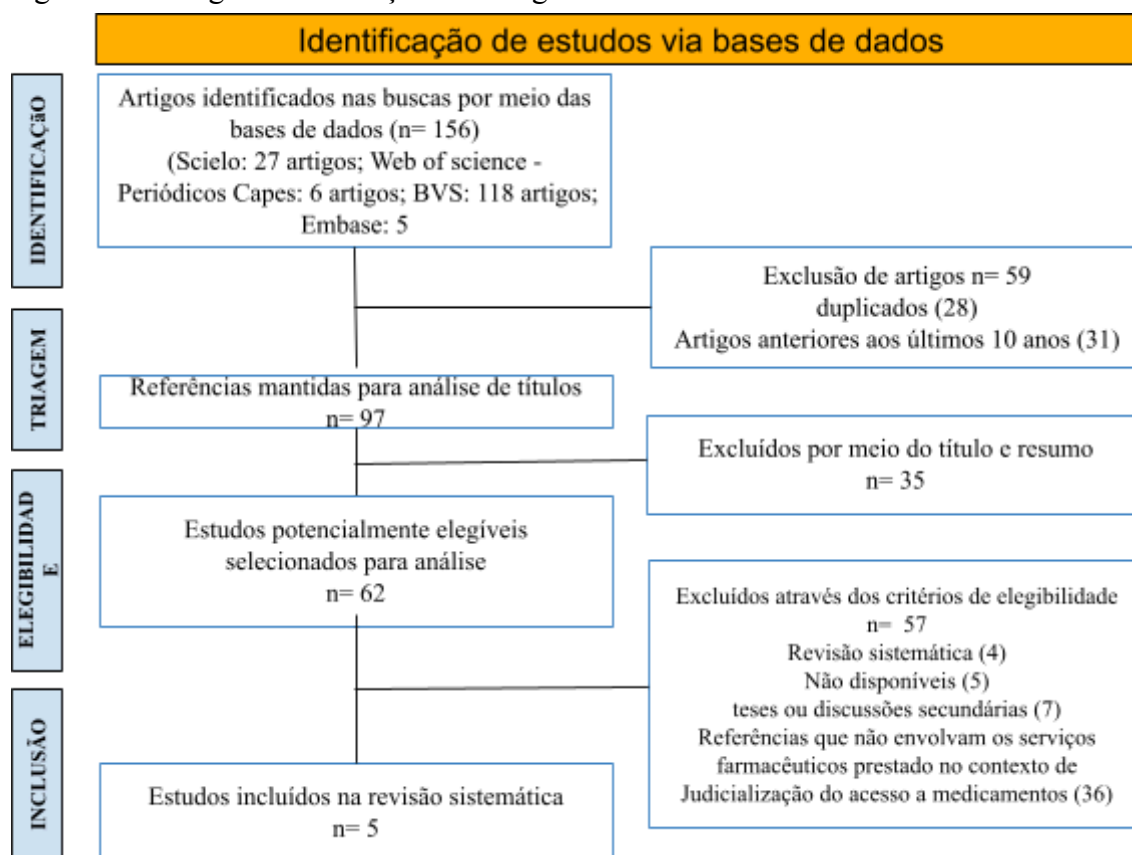 Identificação de estudos via bases de dados
IDENTIFICAÇãO
Artigos identificados nas buscas por meio das
bases de dados (n= 156)
(Scielo: 27 artigos; Web of science -
Periódicos Capes: 6 artigos; BVS: 118 artigos;
Embase: 5
Exclusão de artigos n= 59
duplicados (28)
Artigos anteriores aos últimos 10 anos (31)
TRIAGEM
Referências mantidas para análise de títulos
n= 97
Excluídos por meio do título e resumo
n= 35
ELEGIBILIDAD
E
Estudos potencialmente elegíveis
selecionados para análise
n= 62
Excluídos através dos critérios de elegibilidade
n= 57
Revisão sistemática (4)
Não disponíveis (5)
teses ou discussões secundárias (7)
Referências que não envolvam os serviços
farmacêuticos prestado no contexto de
Judicialização do acesso a medicamentos (36)
INCLUSÃO
Estudos incluídos na revisão sistemática
n= 5